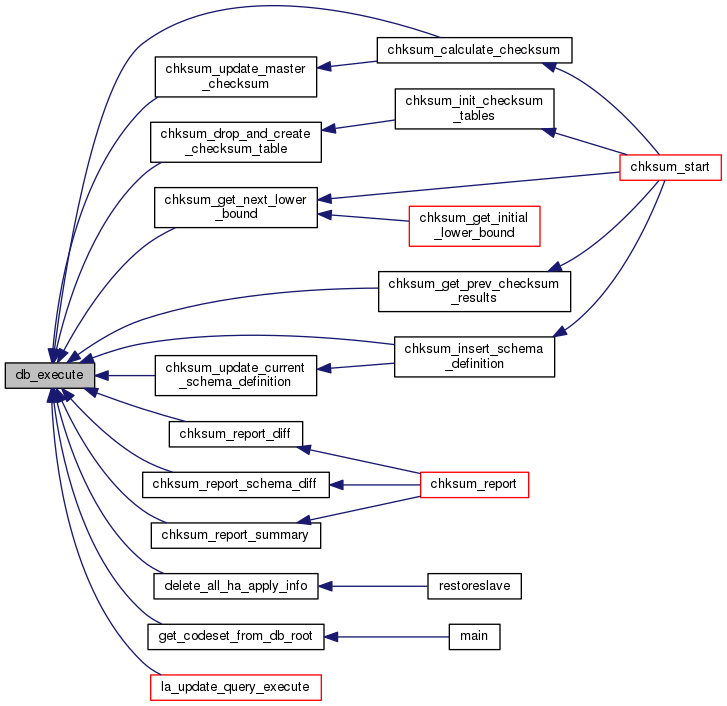 chksum_calculate_checksum
chksum_update_master
_checksum
chksum_init_checksum
_tables
chksum_drop_and_create
_checksum_table
chksum_start
chksum_get_next_lower
_bound
chksum_get_initial
_lower_bound
chksum_get_prev_checksum
_results
chksum_insert_schema
_definition
db_execute
chksum_update_current
_schema_definition
chksum_report_diff
chksum_report_schema_diff
chksum_report
chksum_report_summary
delete_all_ha_apply_info
restoreslave
get_codeset_from_db_root
main
la_update_query_execute